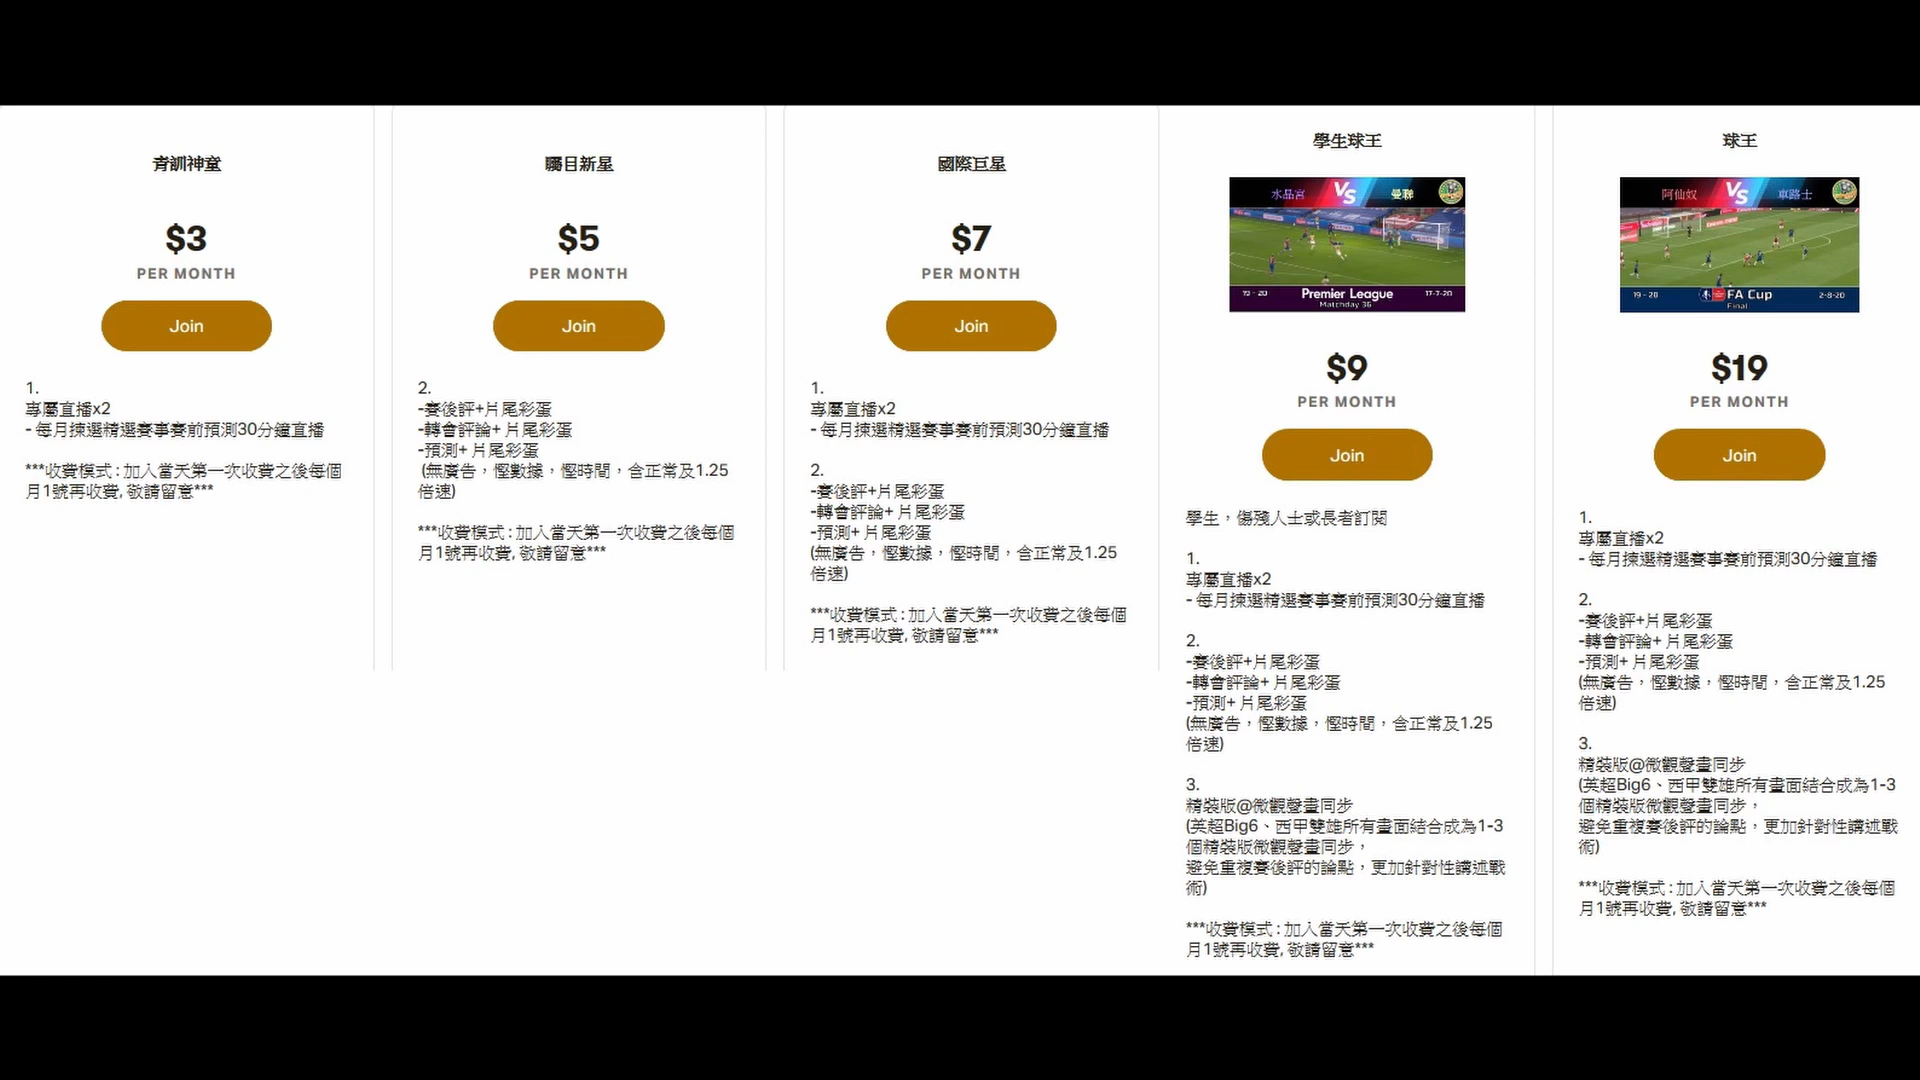 青訓神童
$3
PER MONTH
Join
1.
專屬直播x2
- 每月揀選精選賽事賽前預測30分鐘直播
***收費模式 : 加入當天第一次收費之後每個
月1號再收費, 敬請留意***
矚目新星
$5
PER MONTH
Join
2.
-賽後評+片尾彩蛋
-轉會評論+ 片尾彩蛋
-預測+ 片尾彩蛋
(無廣告，慳數據，慳時間，含正常及1.25
倍速)
***收費模式 : 加入當天第一次收費之後每個
月1號再收費, 敬請留意***
國際巨星
$7
PER MONTH
Join
1.
專屬直播x2
- 每月揀選精選賽事賽前預測30分鐘直播
2.
-賽後評+片尾彩蛋
-轉會評論+ 片尾彩蛋
-預測+ 片尾彩蛋
(無廣告，慳數據，慳時間，含正常及1.25
倍速)
***收費模式 : 加入當天第一次收費之後每個
月1號再收費, 敬請留意***
學生球王
水晶宮 VS 曼聯
19 - 20 Premier League 17-7-20
Matchday 36
$9
PER MONTH
Join
學生，傷殘人士或長者訂閱
1.
專屬直播x2
- 每月揀選精選賽事賽前預測30分鐘直播
2.
-賽後評+片尾彩蛋
-轉會評論+ 片尾彩蛋
-預測+ 片尾彩蛋
(無廣告，慳數據，慳時間，含正常及1.25
倍速)
3.
精裝版@微觀聲畫同步
(英超Big6、西甲雙雄所有畫面結合成為1-3
個精裝版微觀聲畫同步，
避免重複賽後評的論點，更加針對性講述戰
術)
***收費模式 : 加入當天第一次收費之後每個
月1號再收費, 敬請留意***
球王
阿仙奴 VS 車路士
19 - 20 FA Cup 2-8-20
Final
$19
PER MONTH
Join
1.
專屬直播x2
- 每月揀選精選賽事賽前預測30分鐘直播
2.
-賽後評+片尾彩蛋
-轉會評論+ 片尾彩蛋
-預測+ 片尾彩蛋
(無廣告，慳數據，慳時間，含正常及1.25
倍速)
3.
精裝版@微觀聲畫同步
(英超Big6、西甲雙雄所有畫面結合成為1-3
個精裝版微觀聲畫同步，
避免重複賽後評的論點，更加針對性講述戰
術)
***收費模式 : 加入當天第一次收費之後每個
月1號再收費, 敬請留意***